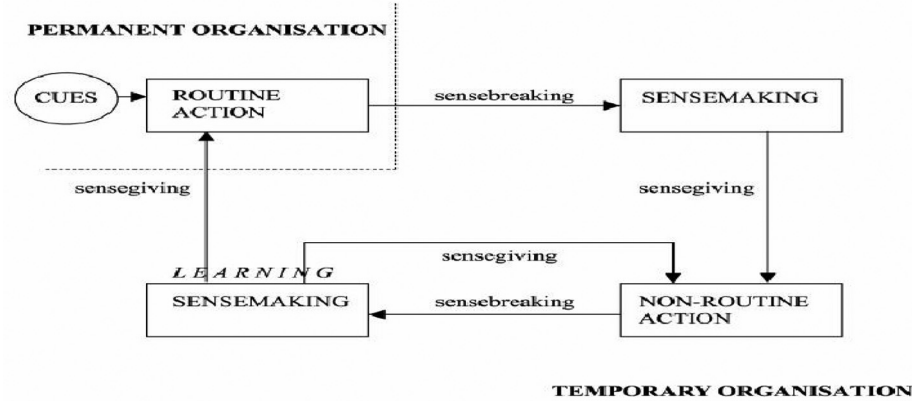 PERMANENT ORGANISATION
CUES
ROUTINE
ACTION
sensebreaking
SENSEMAKING
sensegiving
sensegiving
sensegiving
LEARNING
SENSEMAKING
sensebreaking
NON-ROUTINE
ACTION
TEMPORARY ORGANISATION